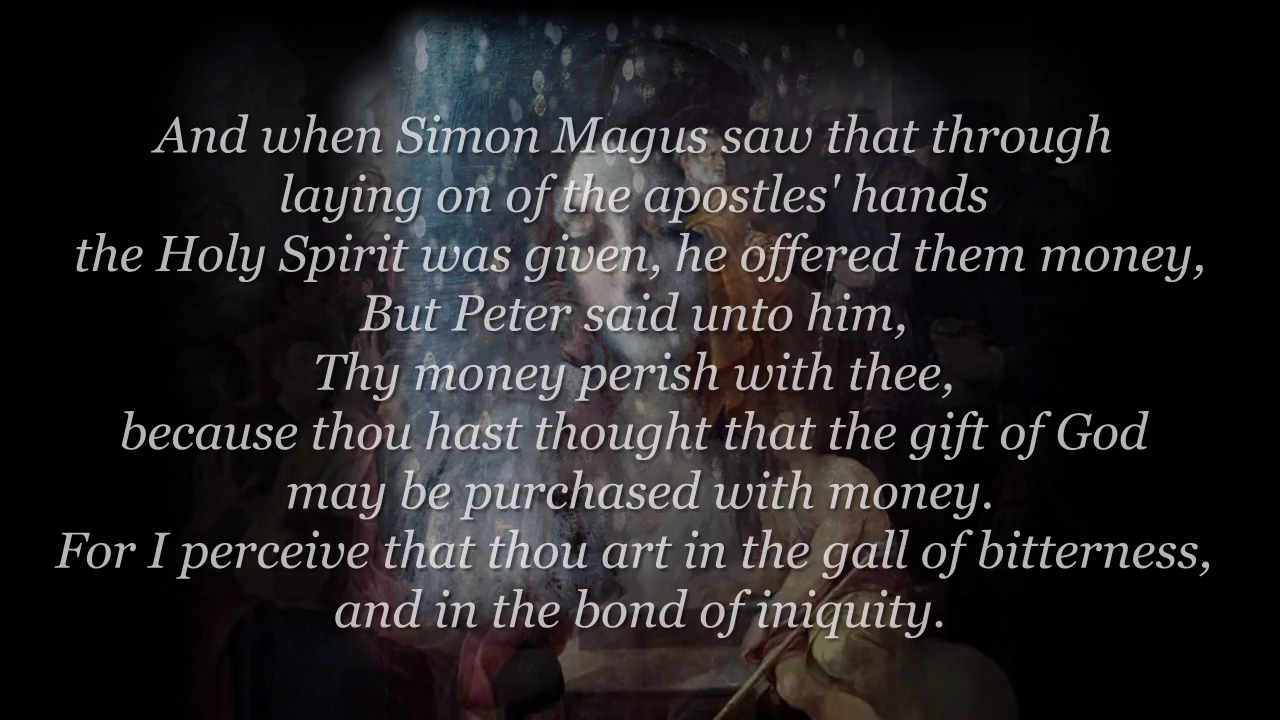 And when Simon Magus saw that through
laying on of the apostles' hands
the Holy Spirit was given, he offered them money,
But Peter said unto him,
Thy money perish with thee,
because thou hast thought that the gift of God
may be purchased with money.
For I perceive that thou art in the gall of bitterness,
and in the bond of iniquity.